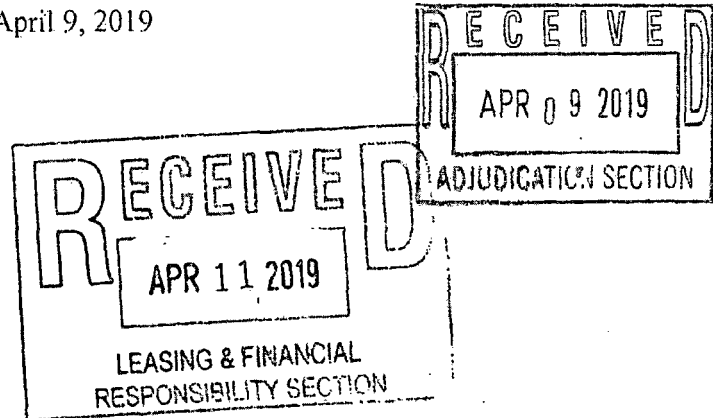 April 9, 2019
RECEIVED
APR 09 2019
ADJUDICATION SECTION
RECEIVED
APR 11 2019
LEASING & FINANCIAL
RESPONSIBILITY SECTION